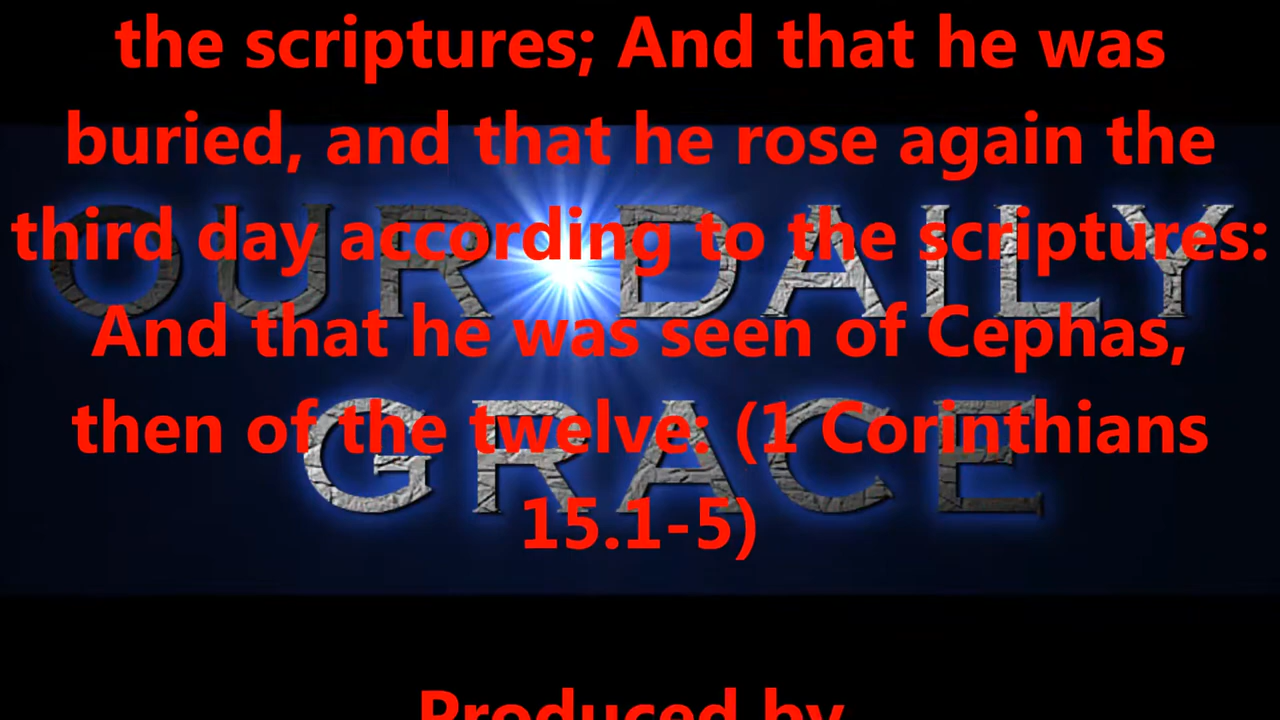 the scriptures; And that he was
buried, and that he rose again the
third day according to the scriptures:
And that he was seen of Cephas,
then of the twelve: (1 Corinthians
15.1-5)
Produced by
OUR DAILY
GRACE